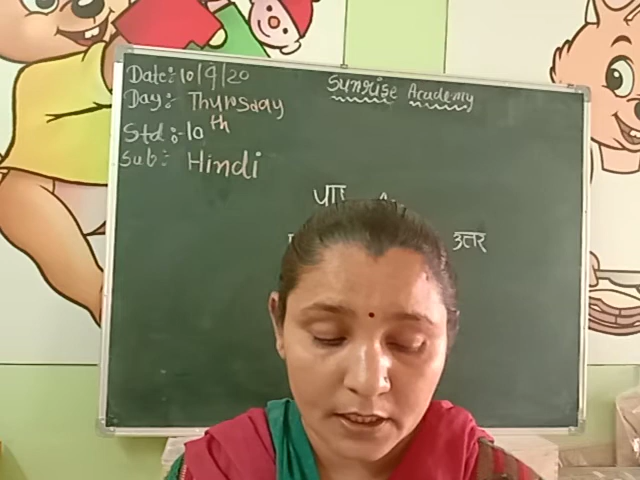 Date:- 10/9/20
Sunrise Academy
Day:- Thursday
Std:- 10th
Sub:- Hindi
उत्तर